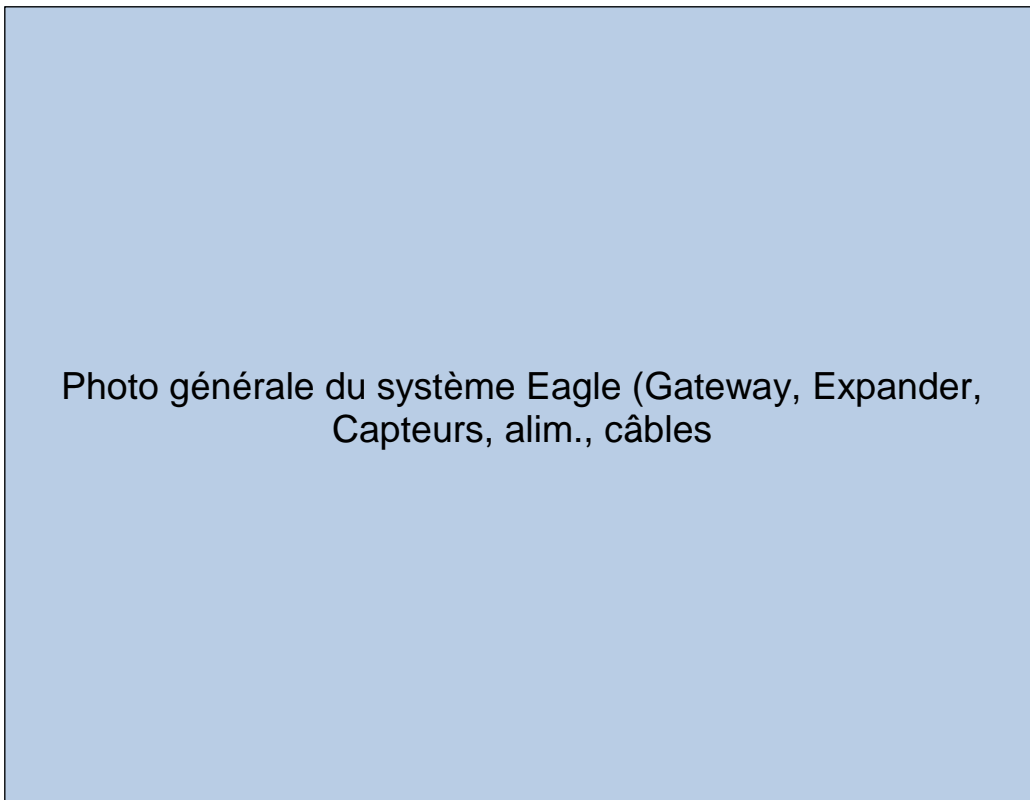 Photo générale du système Eagle (Gateway, Expander,
Capteurs, alim., câbles